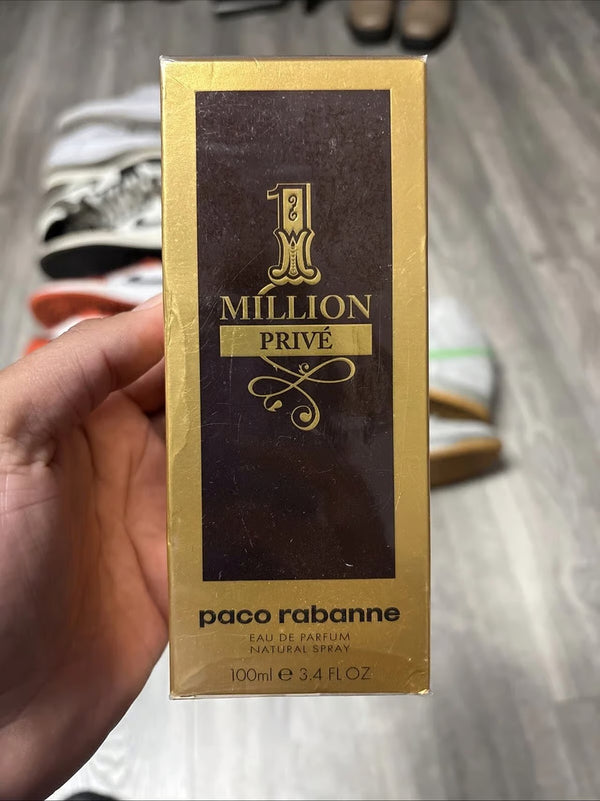 1
MILLION
PRIVÉ
paco rabanne
EAU DE PARFUM
NATURAL SPRAY
100ml ℮ 3.4 FL OZ